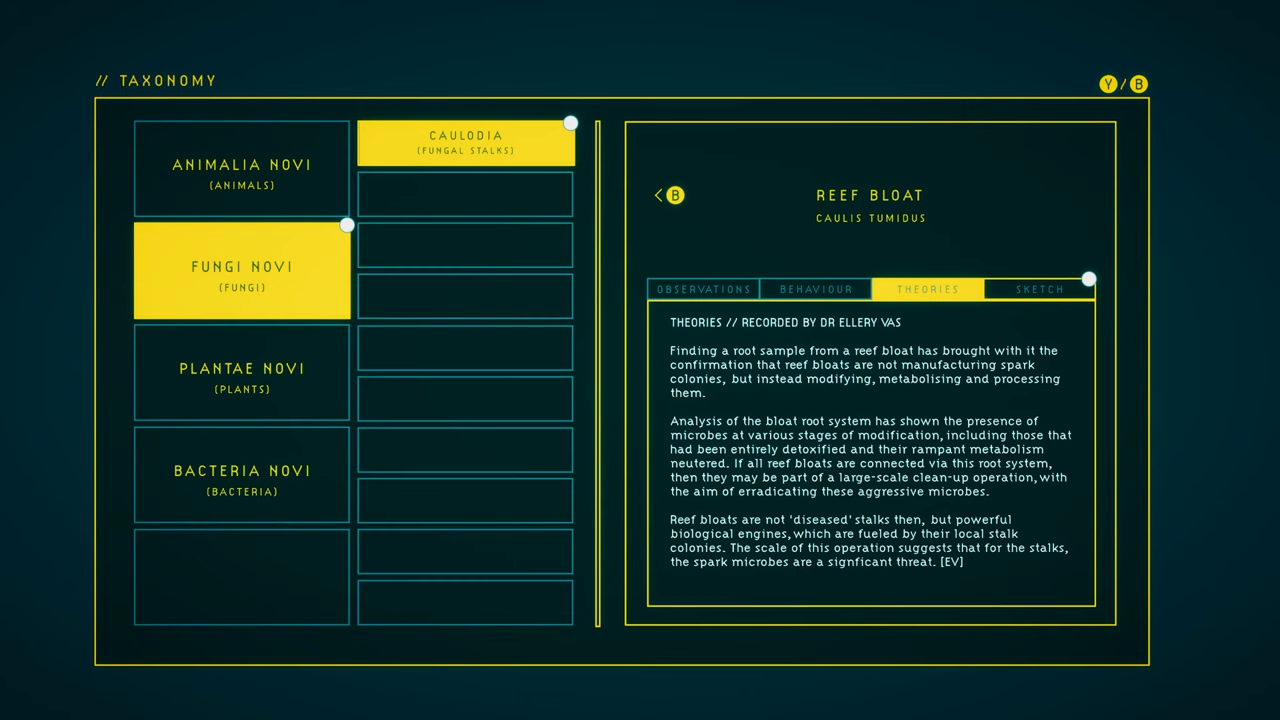 // TAXONOMY
Y / B
ANIMALIA NOVI
(ANIMALS)
FUNGI NOVI
(FUNGI)
PLANTAE NOVI
(PLANTS)
BACTERIA NOVI
(BACTERIA)
CAULODIA
(FUNGAL STALKS)
< B
REEF BLOAT
CAULIS TUMIDUS
OBSERVATIONS BEHAVIOUR THEORIES SKETCH
THEORIES // RECORDED BY DR ELLERY VAS
Finding a root sample from a reef bloat has brought with it the
confirmation that reef bloats are not manufacturing spark
colonies, but instead modifying, metabolising and processing
them.
Analysis of the bloat root system has shown the presence of
microbes at various stages of modification, including those that
had been entirely detoxified and their rampant metabolism
neutered. If all reef bloats are connected via this root system,
then they may be part of a large-scale clean-up operation, with
the aim of erradicating these aggressive microbes.
Reef bloats are not 'diseased' stalks then, but powerful
biological engines, which are fueled by their local stalk
colonies. The scale of this operation suggests that for the stalks,
the spark microbes are a signficant threat. [EV]